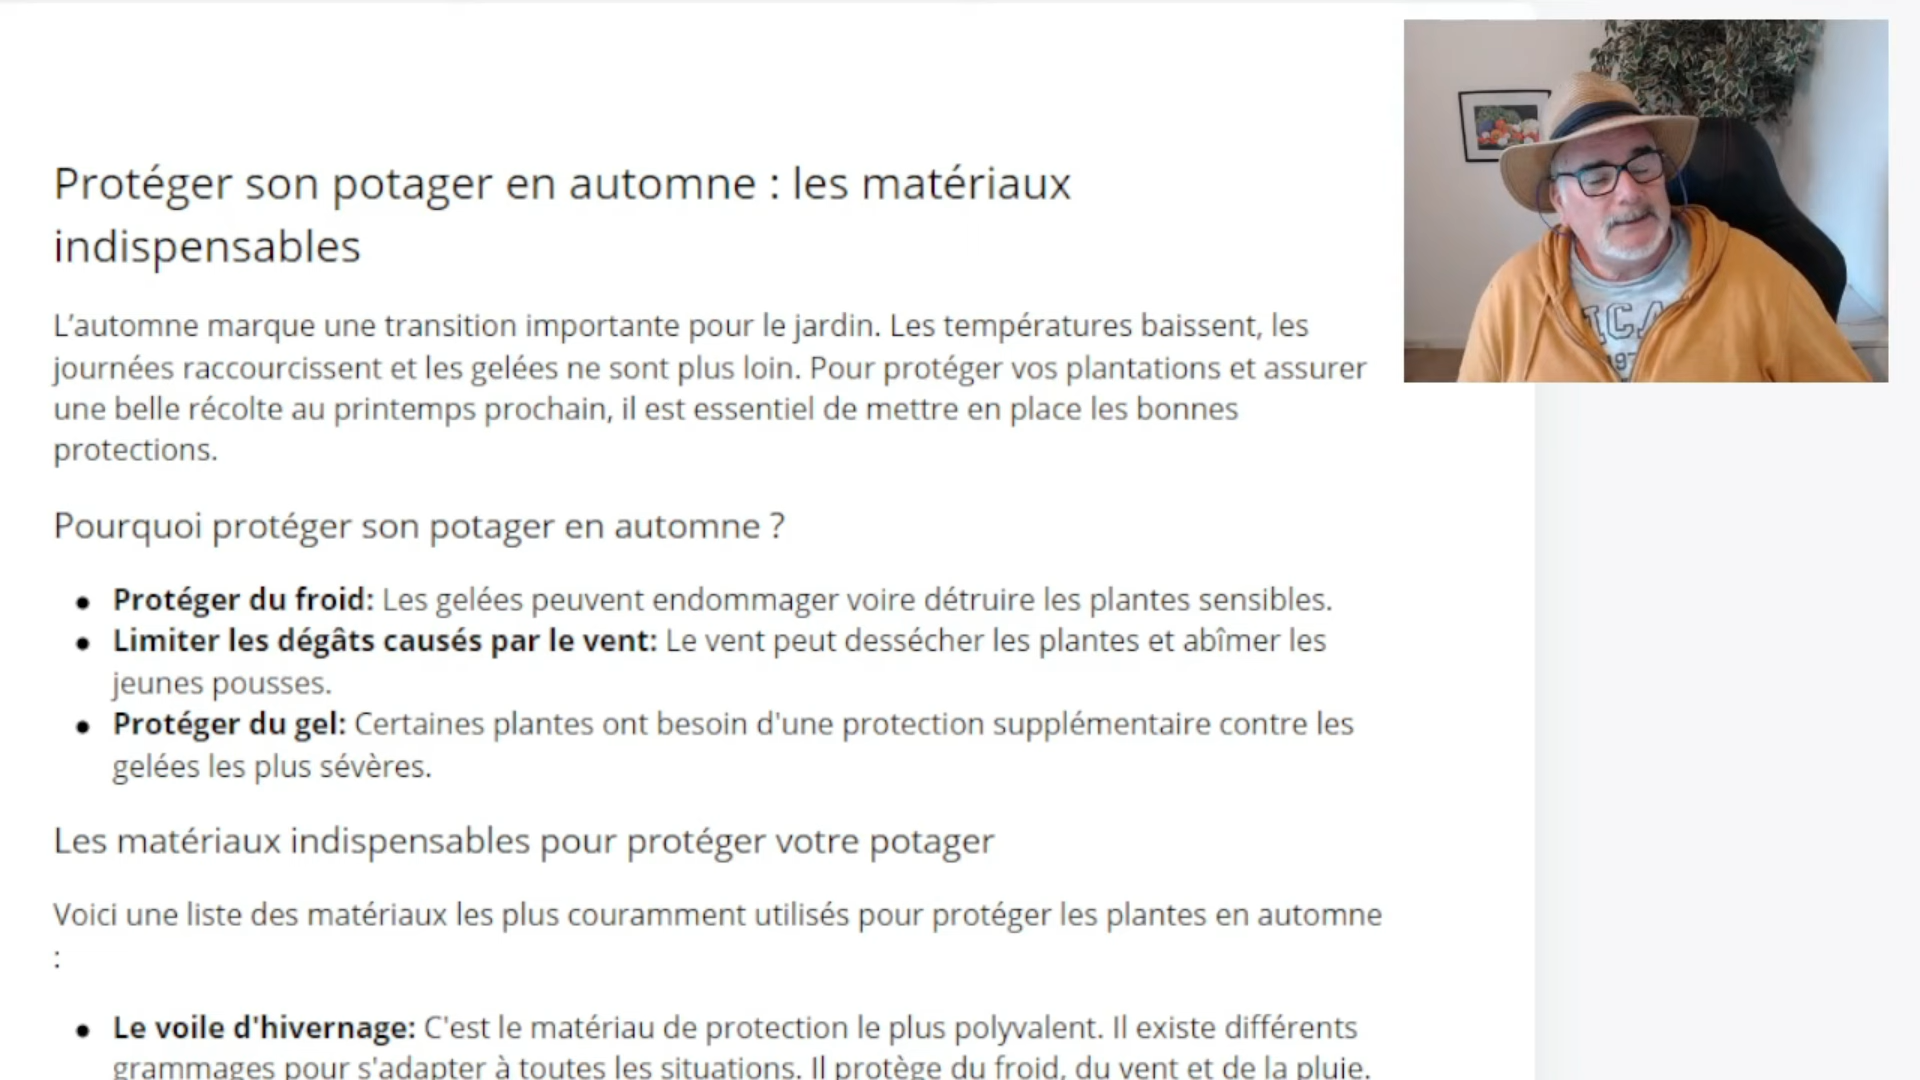 Protéger son potager en automne : les matériaux
indispensables
L’automne marque une transition importante pour le jardin. Les températures baissent, les
journées raccourcissent et les gelées ne sont plus loin. Pour protéger vos plantations et assurer
une belle récolte au printemps prochain, il est essentiel de mettre en place les bonnes
protections.
Pourquoi protéger son potager en automne ?
● Protéger du froid: Les gelées peuvent endommager voire détruire les plantes sensibles.
● Limiter les dégâts causés par le vent: Le vent peut dessécher les plantes et abîmer les
jeunes pousses.
● Protéger du gel: Certaines plantes ont besoin d'une protection supplémentaire contre les
gelées les plus sévères.
Les matériaux indispensables pour protéger votre potager
Voici une liste des matériaux les plus couramment utilisés pour protéger les plantes en automne
:
● Le voile d'hivernage: C'est le matériau de protection le plus polyvalent. Il existe différents
grammages pour s'adapter à toutes les situations. Il protège du froid, du vent et de la pluie.